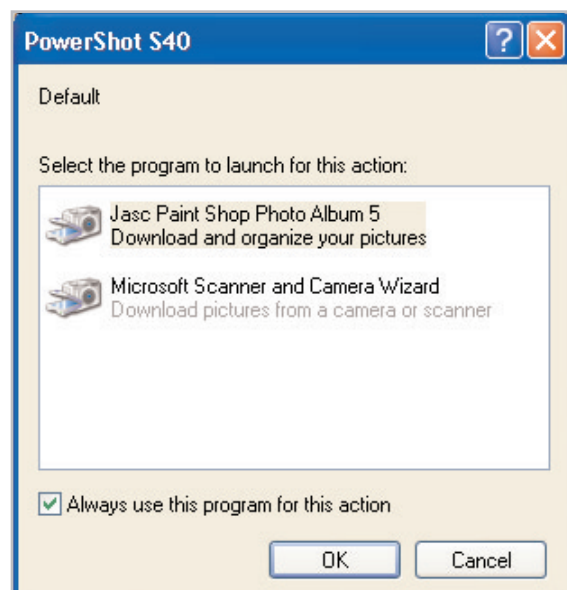 PowerShot S40
Default
Select the program to launch for this action:
Jasc Paint Shop Photo Album 5
Download and organize your pictures
Microsoft Scanner and Camera Wizard
Download pictures from a camera or scanner
Always use this program for this action
OK Cancel